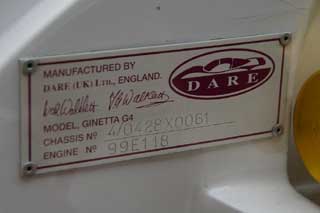 MANUFACTURED BY
DARE (UK) LTD., ENGLAND.
DARE
MODEL, GINETTA G4
CHASSIS Nº 4/0428X0061
ENGINE Nº 99E118